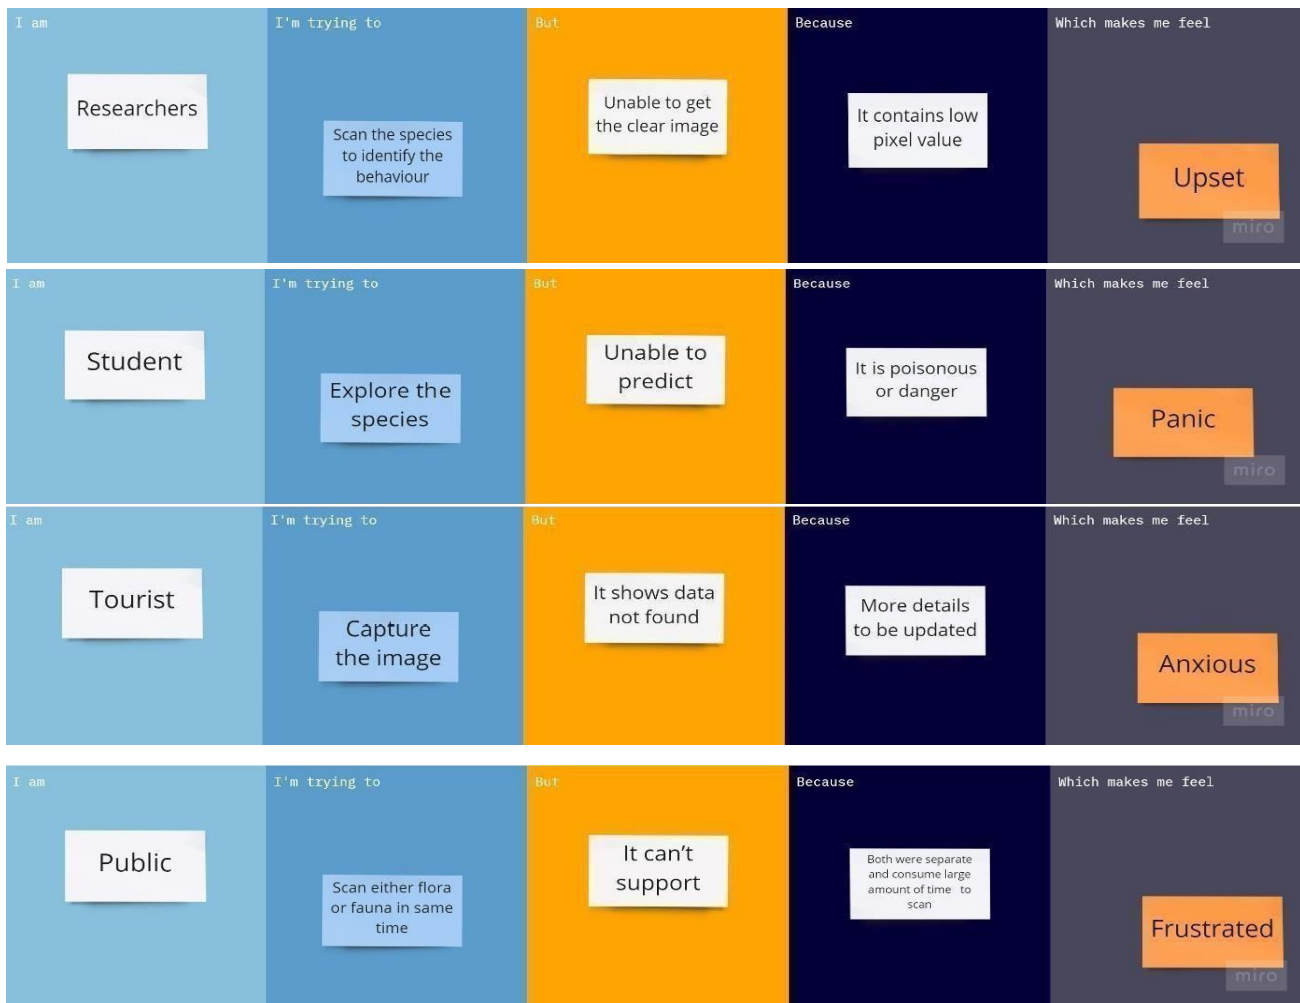 I am
I'm trying to
But
Because
Which makes me feel
Researchers
Scan the species
to identify the
behaviour
Unable to get
the clear image
It contains low
pixel value
Upset
miro
I am
I'm trying to
But
Because
Which makes me feel
Student
Explore the
species
Unable to
predict
It is poisonous
or danger
Panic
miro
I am
I'm trying to
But
Because
Which makes me feel
Tourist
Capture
the image
It shows data
not found
More details
to be updated
Anxious
miro
I am
I'm trying to
But
Because
Which makes me feel
Public
Scan either flora
or fauna in same
time
It can't
support
Both were separate
and consume large
amount of time to
scan
Frustrated
miro